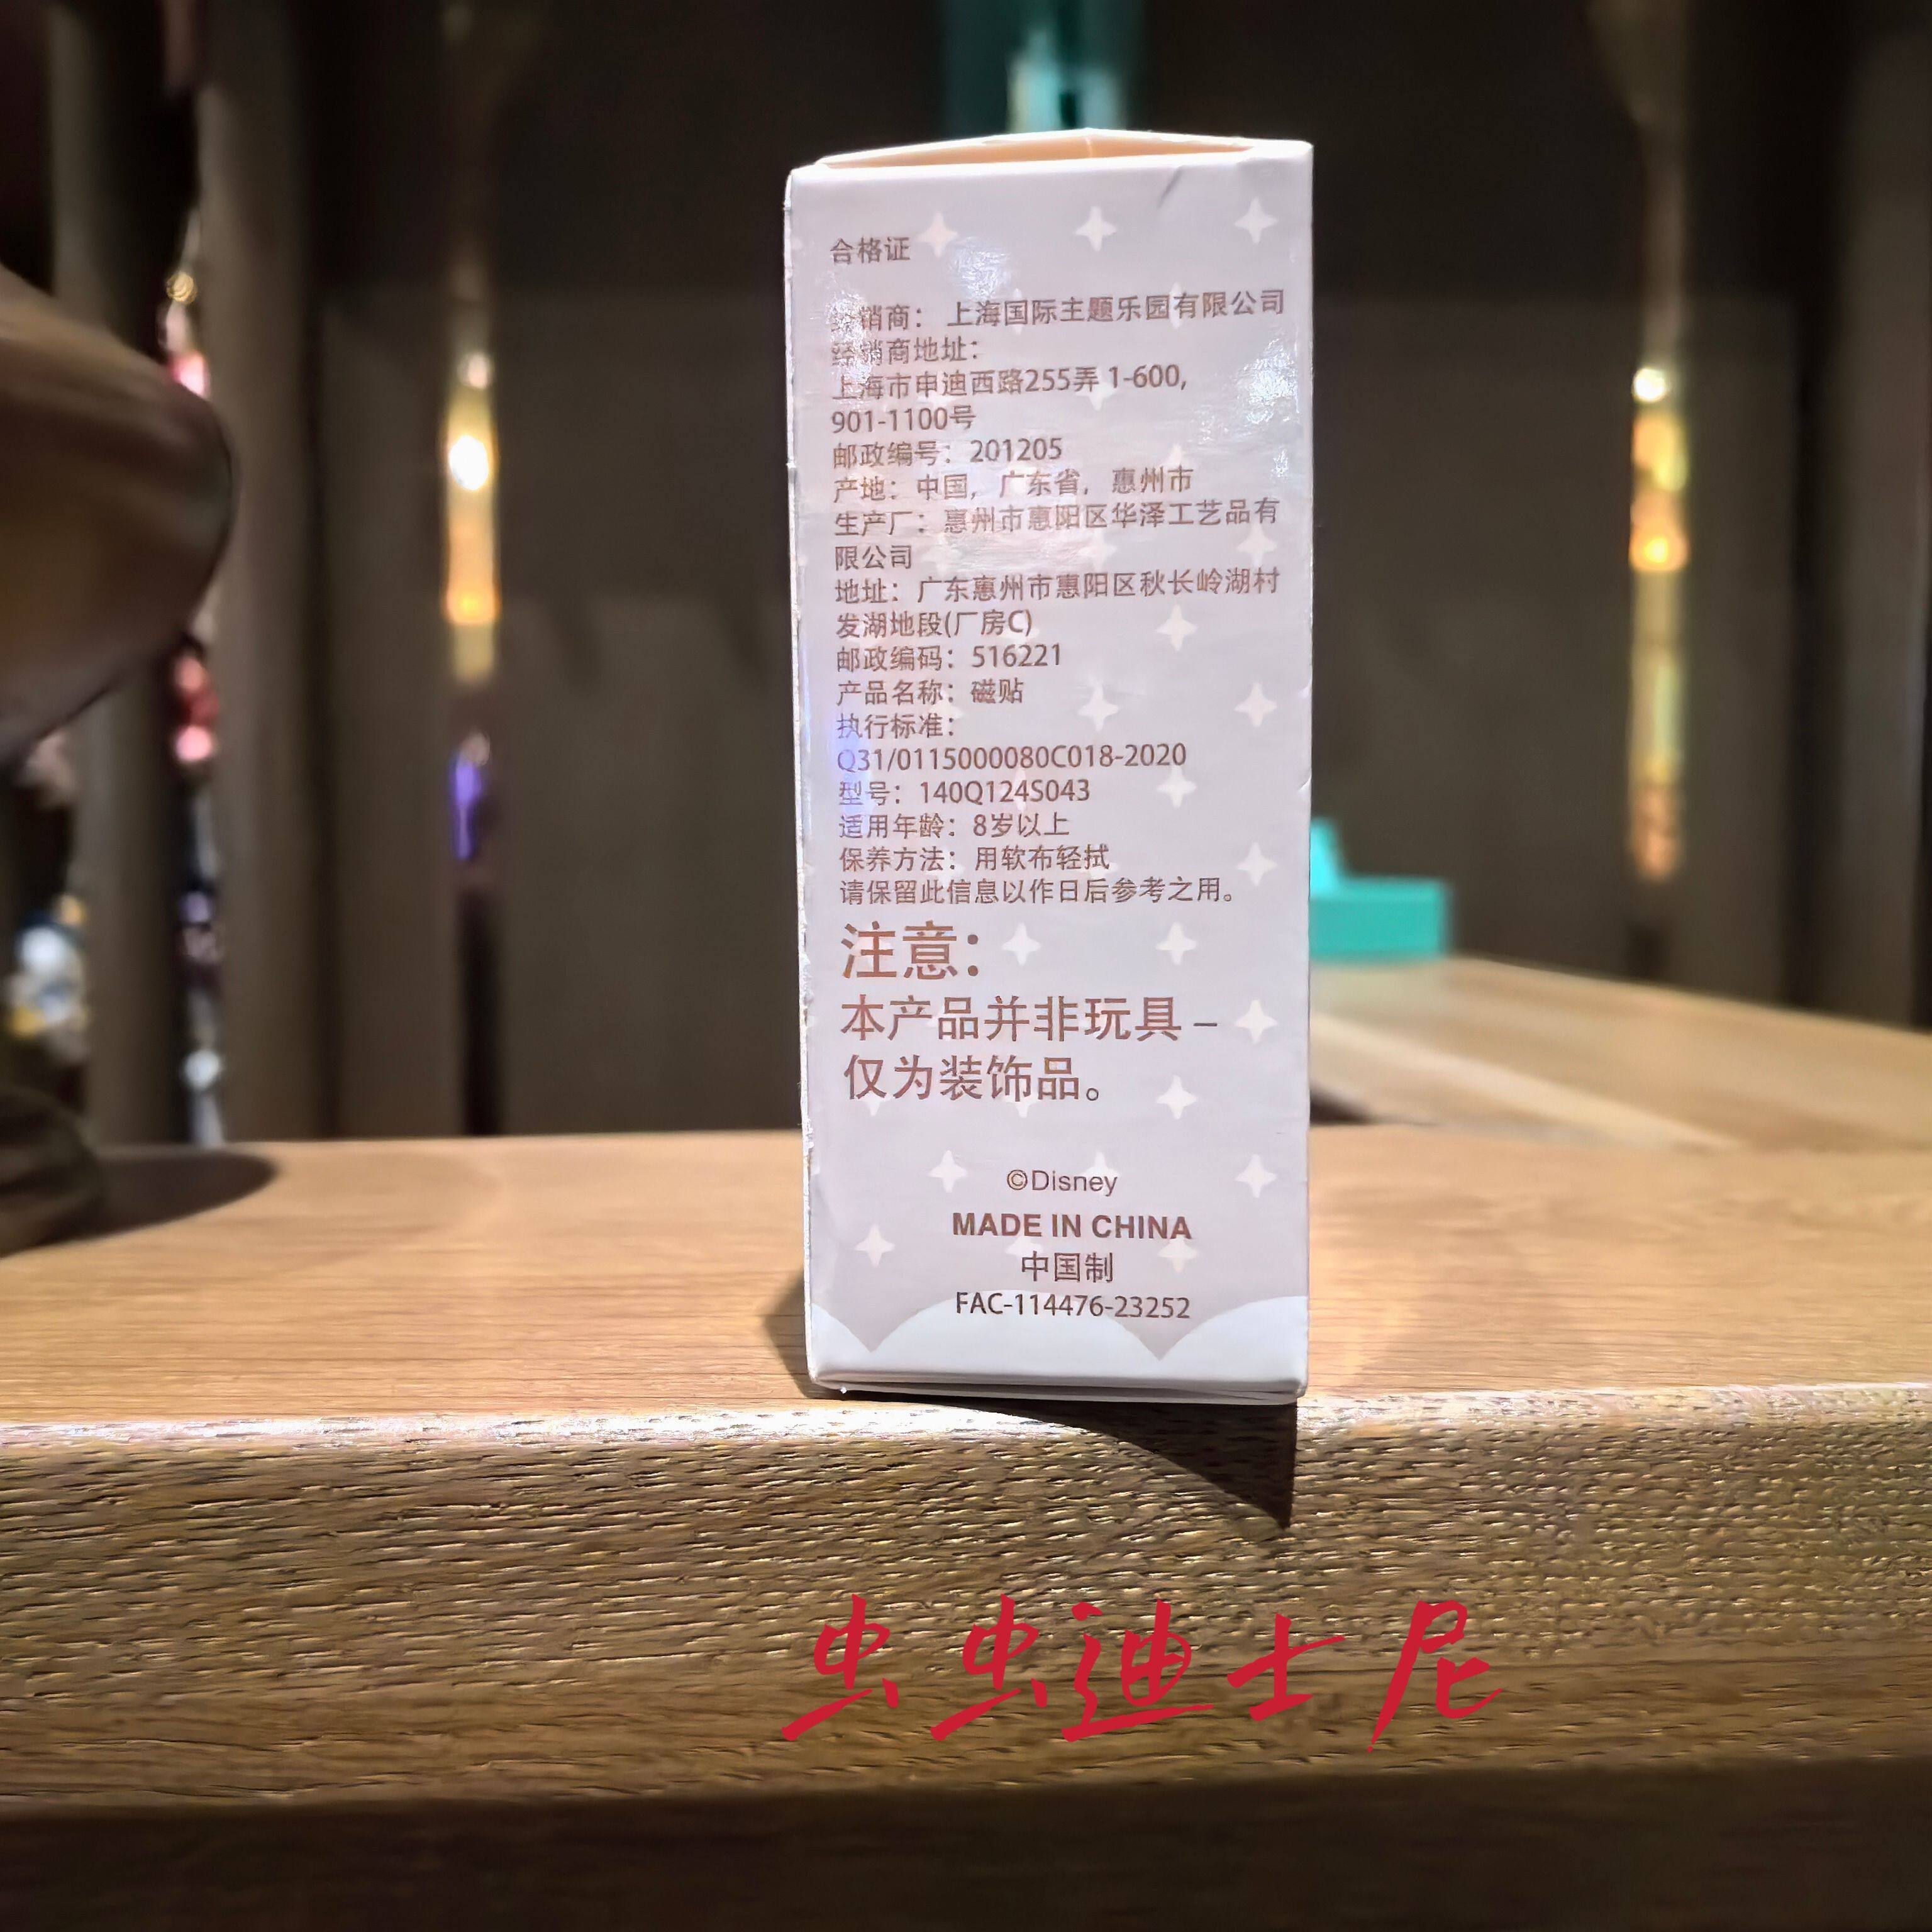 合格证
经销商： 上海国际主题乐园有限公司
经销商地址：
上海市申迪西路255弄 1-600,
901-1100号
邮政编号：201205
产地：中国，广东省，惠州市
生产厂：惠州市惠阳区华泽工艺品有
限公司
地址：广东惠州市惠阳区秋长岭湖村
发湖地段(厂房C)
邮政编码：516221
产品名称：磁贴
执行标准：
Q31/0115000080C018-2020
型号：140Q124S043
适用年龄：8岁以上
保养方法：用软布轻拭
请保留此信息以作日后参考之用。
注意：
本产品并非玩具 –
仅为装饰品。
©Disney
MADE IN CHINA
中国制
FAC-114476-23252
虫虫迪士尼